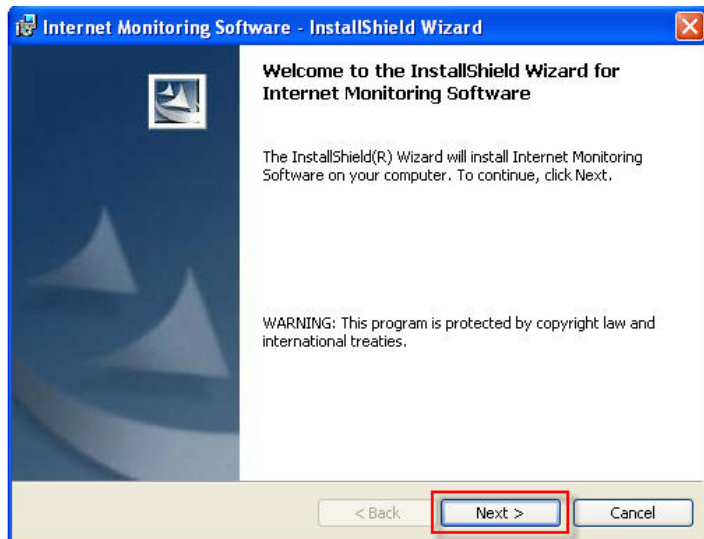 Internet Monitoring Software - InstallShield Wizard
Welcome to the InstallShield Wizard for
Internet Monitoring Software
The InstallShield(R) Wizard will install Internet Monitoring
Software on your computer. To continue, click Next.
WARNING: This program is protected by copyright law and
international treaties.
< Back
Next >
Cancel